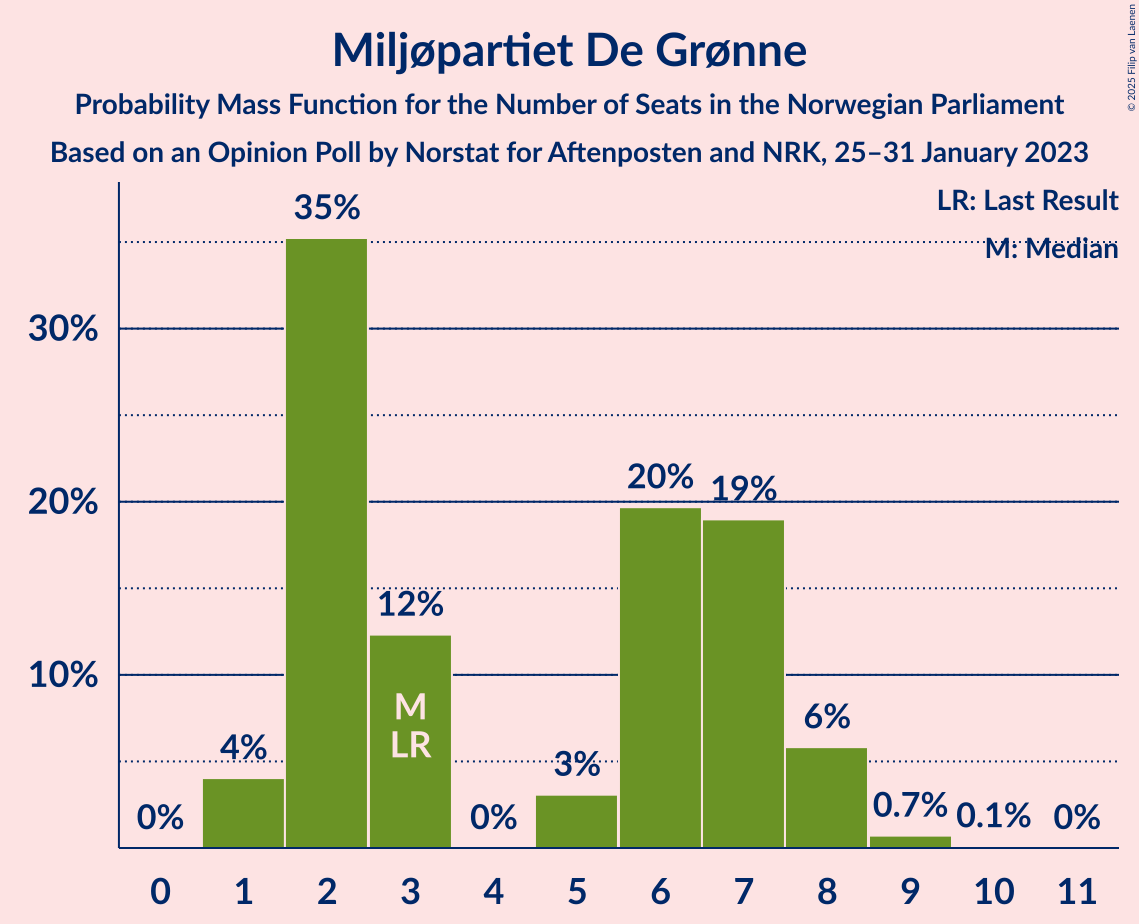 Miljøpartiet De Grønne
Probability Mass Function for the Number of Seats in the Norwegian Parliament
Based on an Opinion Poll by Norstat for Aftenposten and NRK, 25–31 January 2023
© 2025 Filip van Laenen
LR: Last Result
M: Median
30%
20%
10%
0%
4%
35%
12%
M
LR
0%
3%
20%
19%
6%
0.7%
0.1%
0%
0 1 2 3 4 5 6 7 8 9 10 11